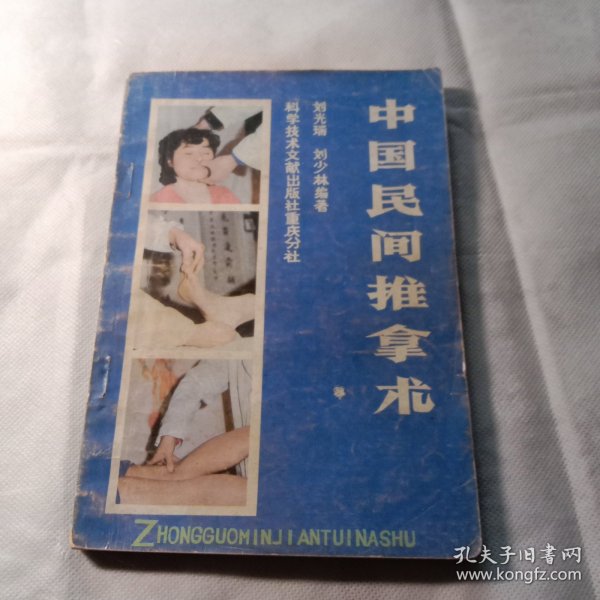 中国民间推拿术
刘光瑞 刘少林编著
科学技术文献出版社重庆分社
ZHONGGUOMINJIANTUINASHU
孔夫子旧书网
www.kongfz.com